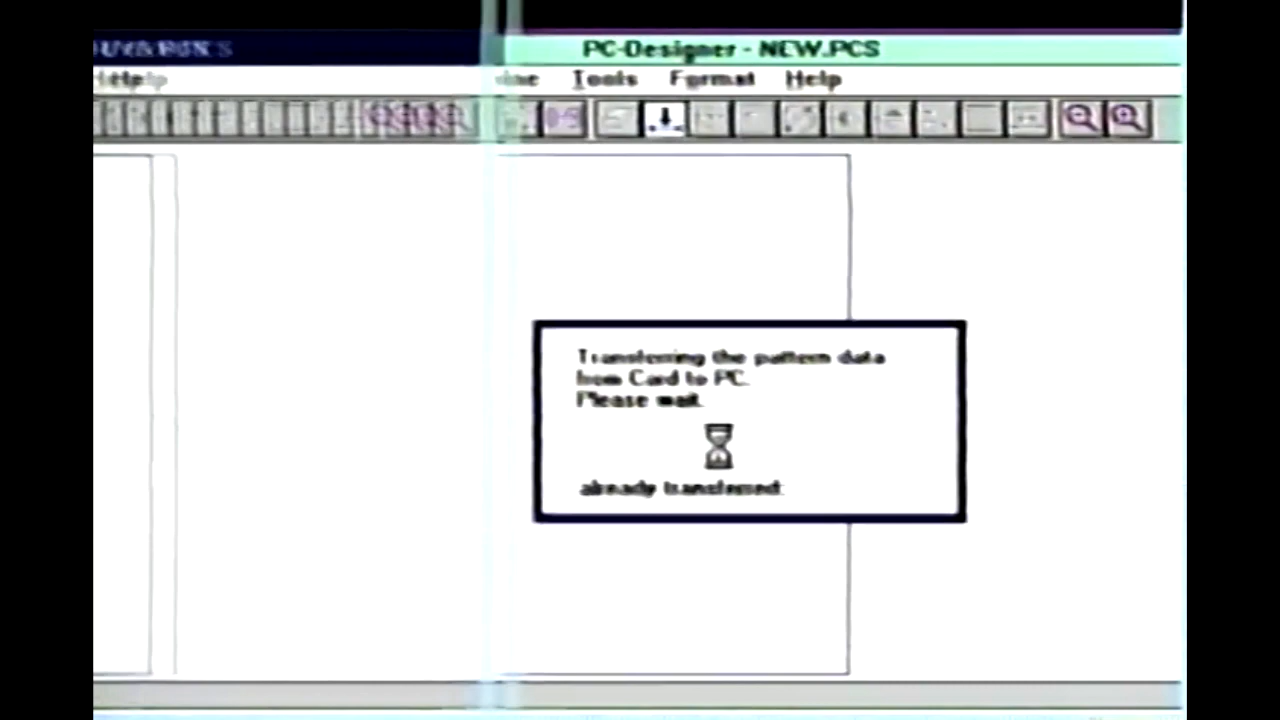 PC-Designer - NEW.PCS
Help
Tools Format Help
Transferring the pattern data
from Card to PC.
Please wait.
already transferred: